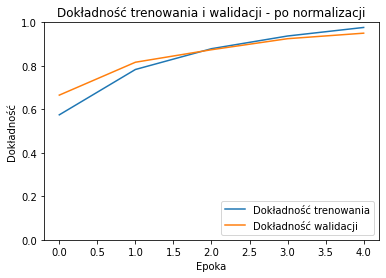 Dokładność trenowania i walidacji - po normalizacji
1.0
0.8
0.6
0.4
0.2
0.0
Dokładność
Dokładność trenowania
Dokładność walidacji
0.0 0.5 1.0 1.5 2.0 2.5 3.0 3.5 4.0
Epoka